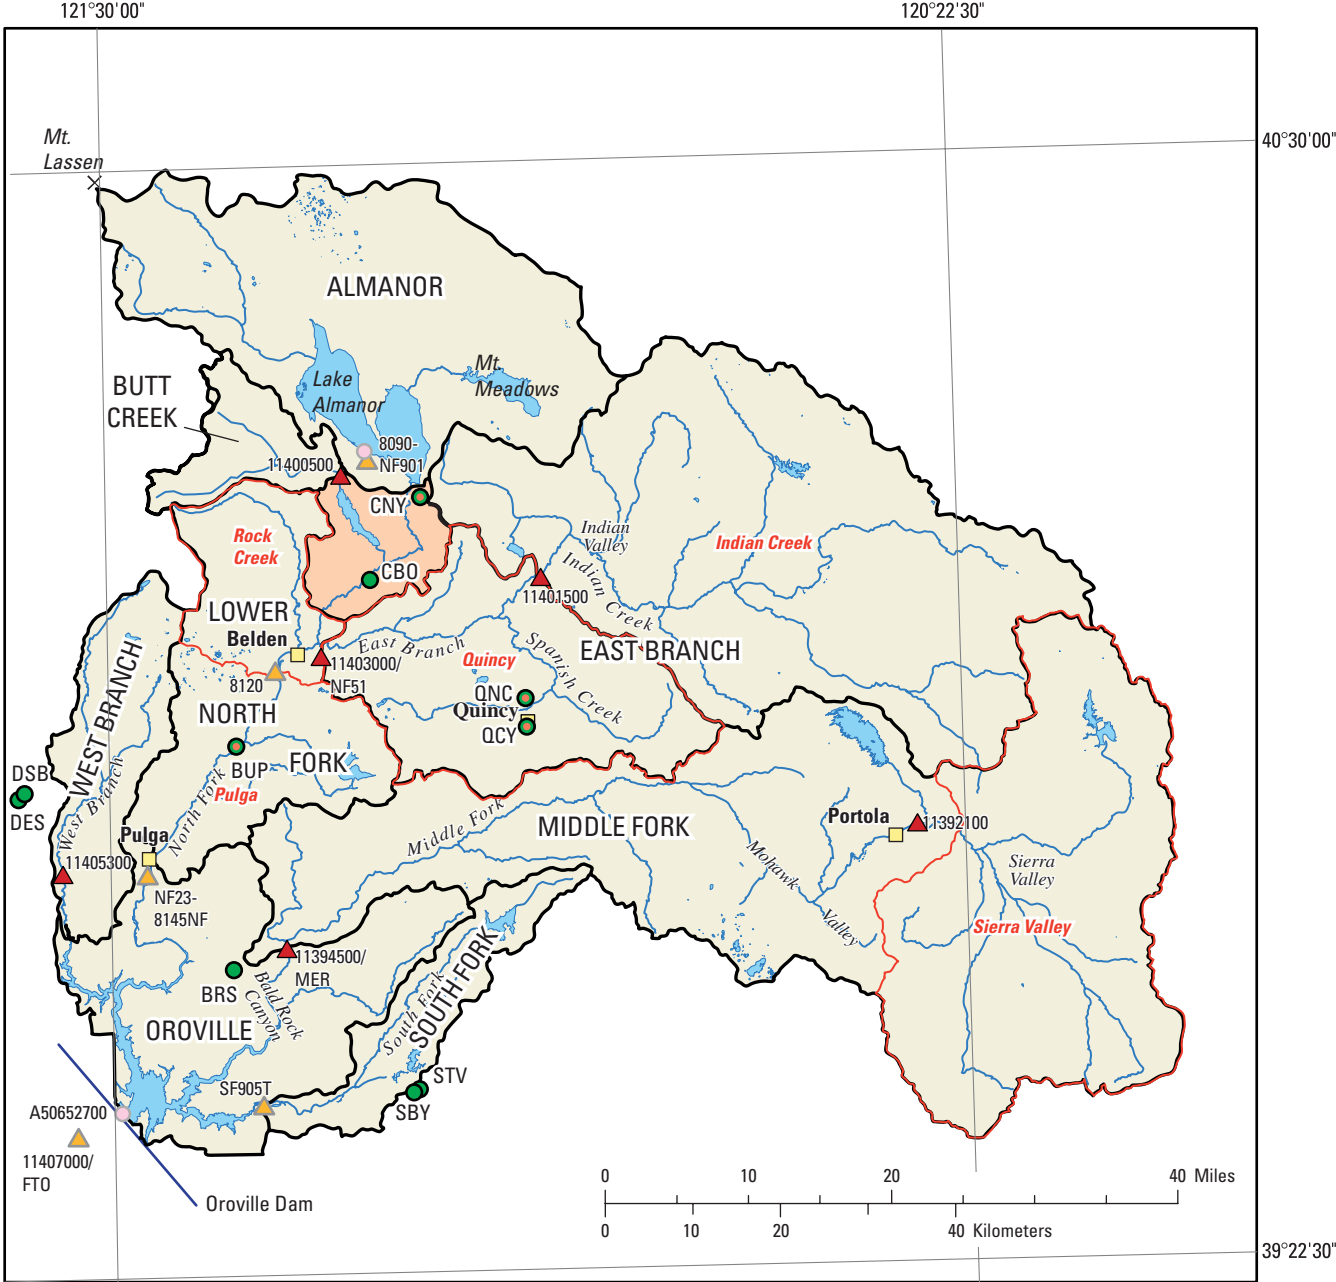 121°30'00"
120°22'30"
40°30'00"
Mt.
Lassen
ALMANOR
BUTT
CREEK
Lake
Almanor
Mt.
Meadows
8090-
NF901
11400500
CNY
Rock
Creek
Indian
Valley
Indian Creek
Indian Creek
CBO
11401500
LOWER
Belden
East Branch
EAST BRANCH
11403000/
NF51
Quincy
Spanish Creek
8120
QNC
Quincy
QCY
NORTH
FORK
WEST BRANCH
West Branch
BUP
Pulga
North Fork
DSB
DES
Pulga
Middle Fork
MIDDLE FORK
Portola
11392100
11405300
Mohawk
Valley
Sierra
Valley
NF23-
8145NF
Sierra Valley
11394500/
MER
BRS
Bald Rock
Canyon
South Fork
SOUTH FORK
OROVILLE
STV
SBY
SF905T
A50652700
11407000/
FTO
Oroville Dam
0 10 20 40 Miles
0 10 20 40 Kilometers
39°22'30"